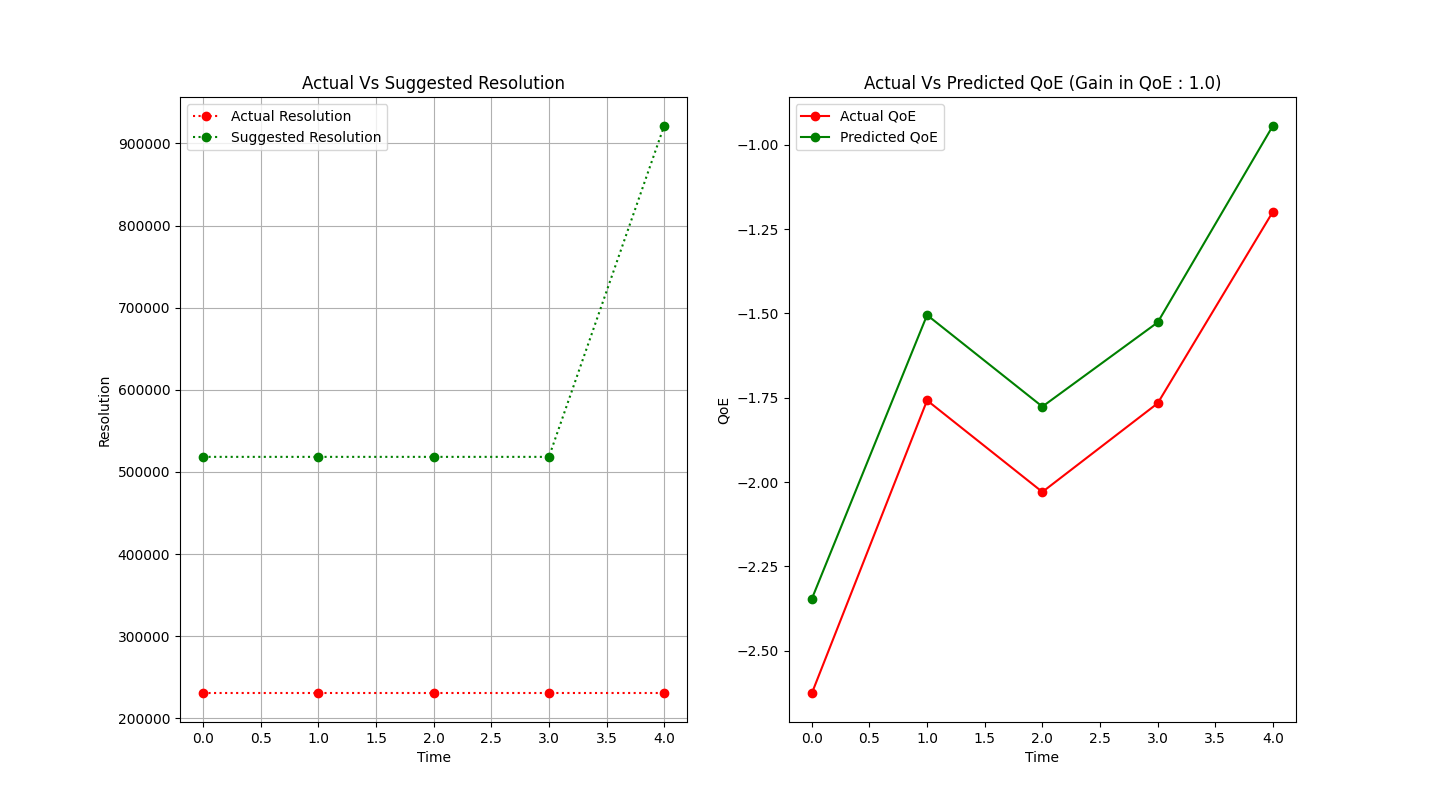 Actual Vs Suggested Resolution
Actual Resolution
Suggested Resolution
900000
800000
700000
600000
500000
400000
300000
200000
Resolution
0.0 0.5 1.0 1.5 2.0 2.5 3.0 3.5 4.0
Time
Actual Vs Predicted QoE (Gain in QoE : 1.0)
Actual QoE
Predicted QoE
−1.00
−1.25
−1.50
−1.75
−2.00
−2.25
−2.50
QoE
0.0 0.5 1.0 1.5 2.0 2.5 3.0 3.5 4.0
Time